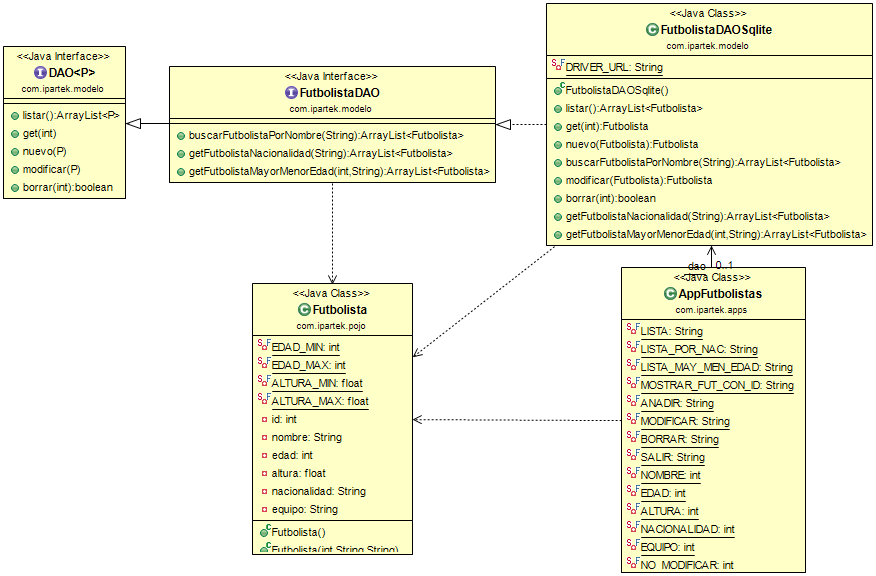 <<Java Interface>>
DAO<P>
com.ipartek.modelo
listar():ArrayList<P>
get(int)
nuevo(P)
modificar(P)
borrar(int):boolean
<<Java Interface>>
FutbolistaDAO
com.ipartek.modelo
buscarFutbolistaPorNombre(String):ArrayList<Futbolista>
getFutbolistaNacionalidad(String):ArrayList<Futbolista>
getFutbolistaMayorMenorEdad(int,String):ArrayList<Futbolista>
<<Java Class>>
FutbolistaDAOSqlite
com.ipartek.modelo
DRIVER_URL: String
FutbolistaDAOSqlite()
listar():ArrayList<Futbolista>
get(int):Futbolista
nuevo(Futbolista):Futbolista
buscarFutbolistaPorNombre(String):ArrayList<Futbolista>
modificar(Futbolista):Futbolista
borrar(int):boolean
getFutbolistaNacionalidad(String):ArrayList<Futbolista>
getFutbolistaMayorMenorEdad(int,String):ArrayList<Futbolista>
<<Java Class>>
Futbolista
com.ipartek.pojo
EDAD_MIN: int
EDAD_MAX: int
ALTURA_MIN: float
ALTURA_MAX: float
id: int
nombre: String
edad: int
altura: float
nacionalidad: String
equipo: String
Futbolista()
Futbolista(int,String,String)
dao 0..1
<<Java Class>>
AppFutbolistas
com.ipartek.apps
LISTA: String
LISTA_POR_NAC: String
LISTA_MAY_MEN_EDAD: String
MOSTRAR_FUT_CON_ID: String
ANADIR: String
MODIFICAR: String
BORRAR: String
SALIR: String
NOMBRE: int
EDAD: int
ALTURA: int
NACIONALIDAD: int
EQUIPO: int
NO_MODIFICAR: int